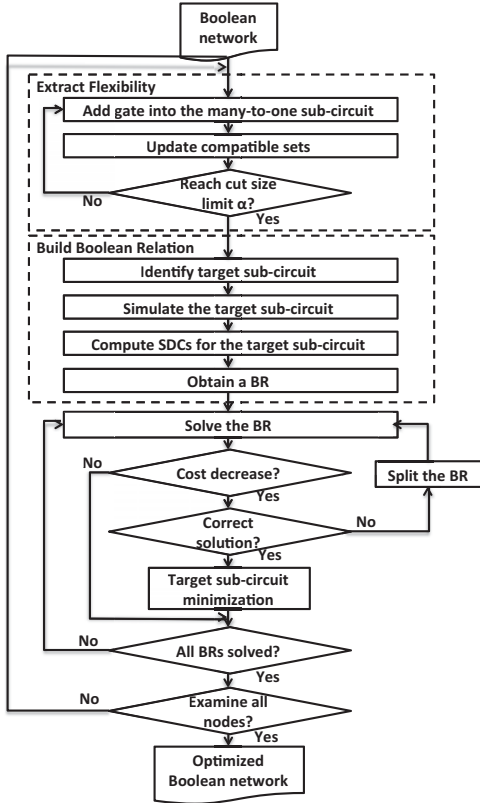 Boolean
network
Extract Flexibility
Add gate into the many-to-one sub-circuit
Update compatible sets
Reach cut size
limit α?
No
Yes
Build Boolean Relation
Identify target sub-circuit
Simulate the target sub-circuit
Compute SDCs for the target sub-circuit
Obtain a BR
Solve the BR
No
Cost decrease?
Split the BR
Yes
Correct
solution?
No
Yes
Target sub-circuit
minimization
No
All BRs solved?
Yes
No
Examine all
nodes?
Yes
Optimized
Boolean network